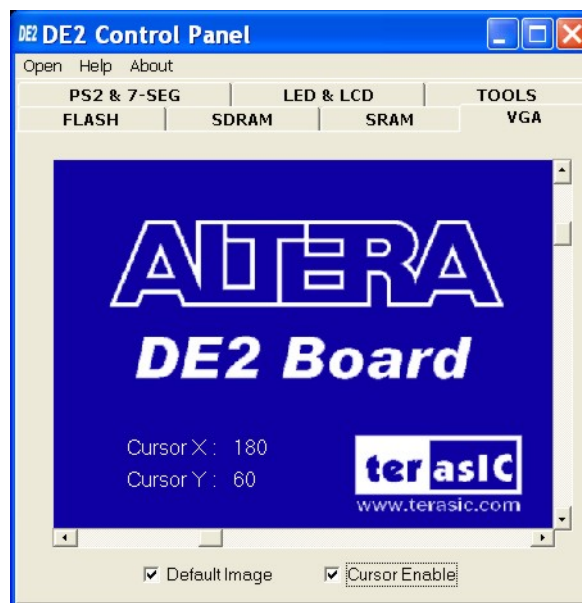 DE2 DE2 Control Panel
Open Help About
PS2 & 7-SEG LED & LCD TOOLS
FLASH SDRAM SRAM VGA
ALTERA
DE2 Board
Cursor X : 180
Cursor Y : 60
terasIC
www.terasic.com
Default Image Cursor Enable